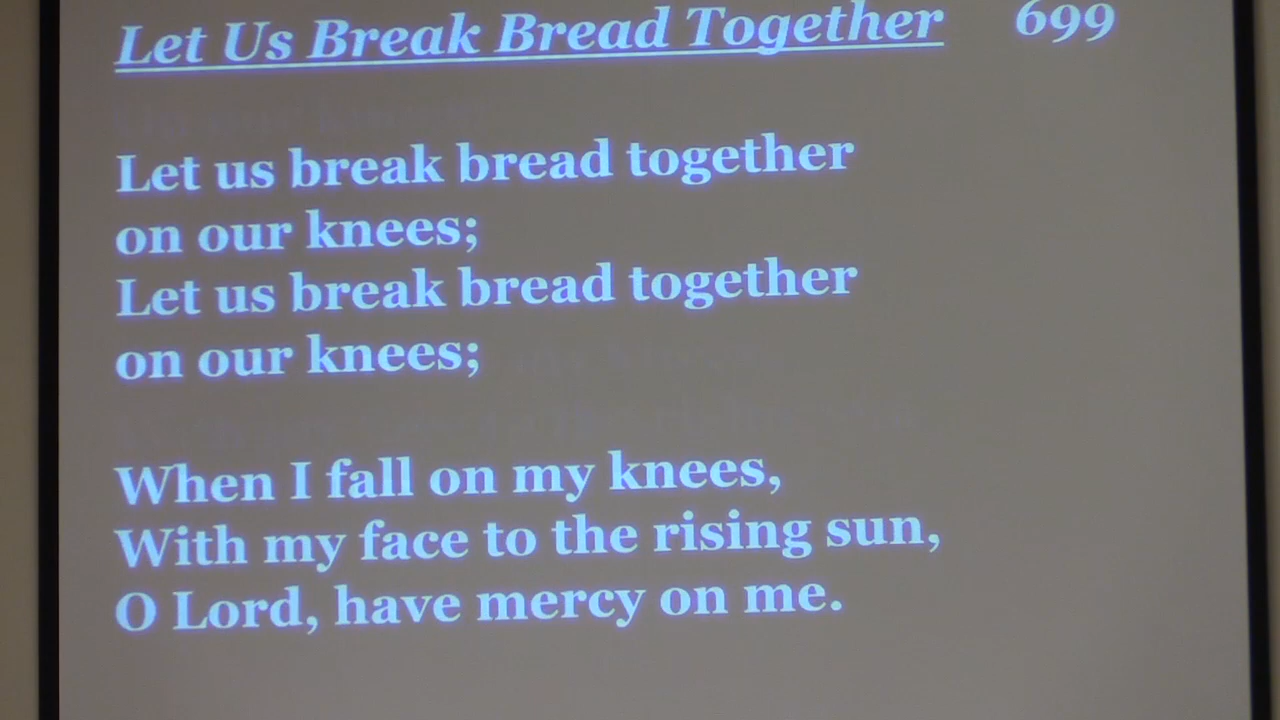 Let Us Break Bread Together 699
Let us break bread together
on our knees;
Let us break bread together
on our knees;
When I fall on my knees,
With my face to the rising sun,
O Lord, have mercy on me.